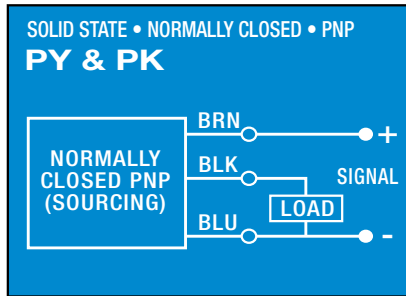 SOLID STATE • NORMALLY CLOSED • PNP
PY & PK
BRN
+
NORMALLY
CLOSED PNP
(SOURCING)
BLK
SIGNAL
LOAD
BLU
-